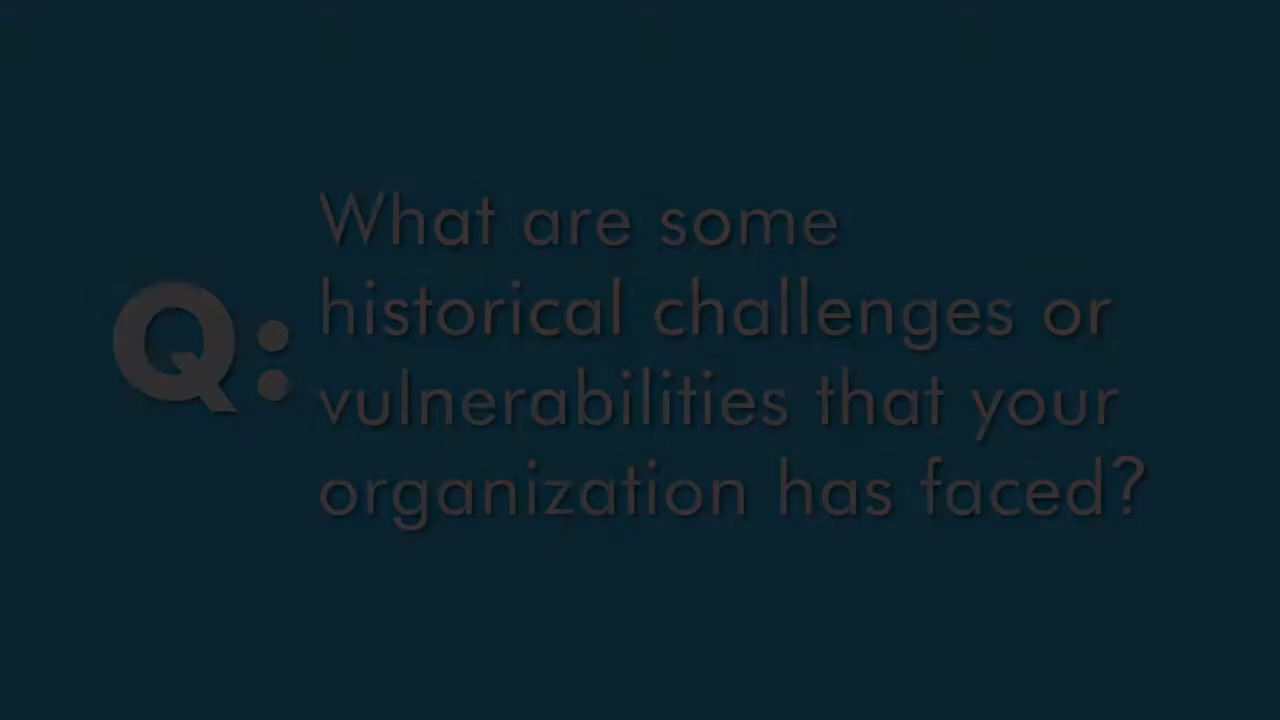 Q: What are some
historical challenges or
vulnerabilities that your
organization has faced?